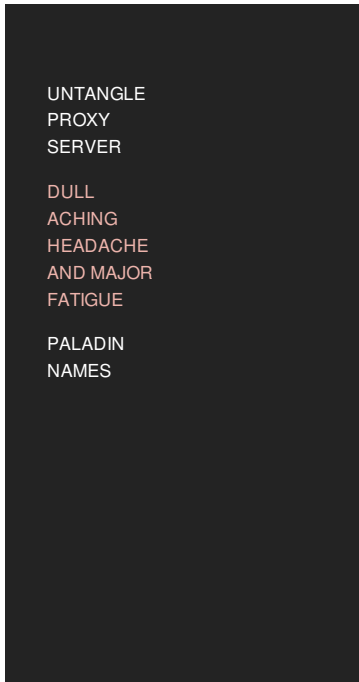 UNTANGLE
PROXY
SERVER
DULL
ACHING
HEADACHE
AND MAJOR
FATIGUE
PALADIN
NAMES